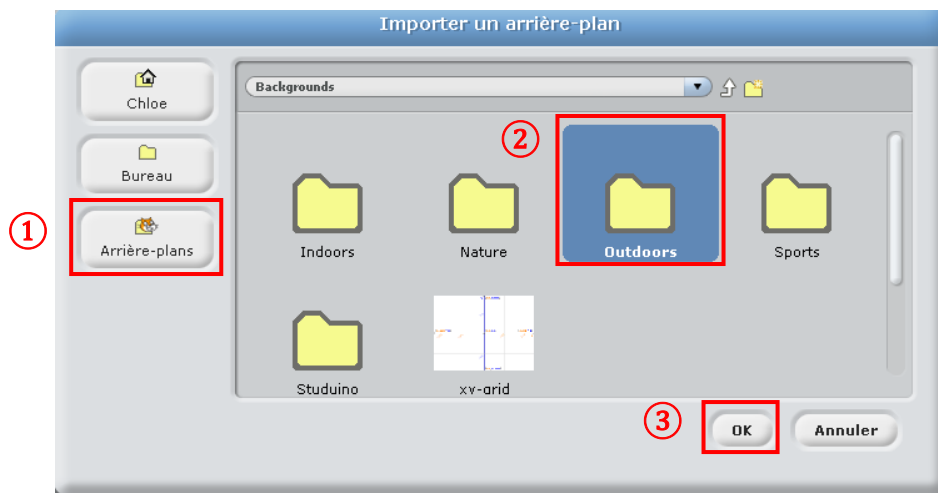 Importer un arrière-plan
Chloe
Bureau
① Arrière-plans
Backgrounds
②
Indoors
Nature
Outdoors
Sports
Studuino
xy-grid
③
OK
Annuler